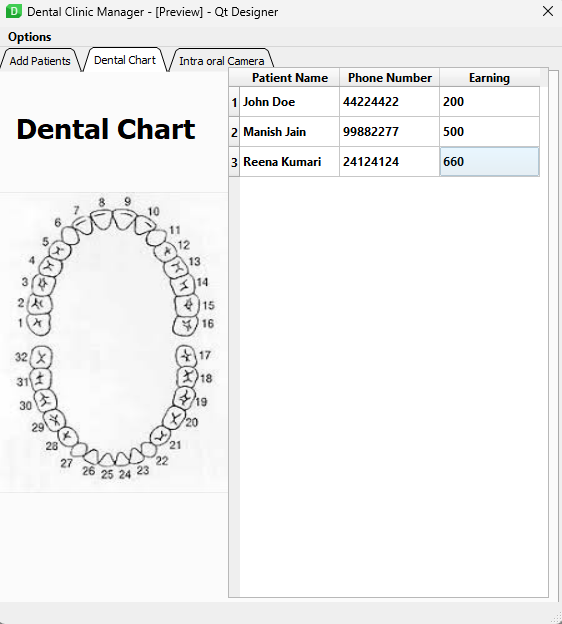 Dental Clinic Manager - [Preview] - Qt Designer
Options
Add Patients Dental Chart Intra oral Camera
Patient Name Phone Number Earning
1 John Doe 44224422 200
2 Manish Jain 99882277 500
3 Reena Kumari 24124124 660
Dental Chart
8 9
7 10
6 11
5 12
4 13
3 14
2 15
1 16
32 17
31 18
30 19
29 20
28 21
27 22
26 25 24 23